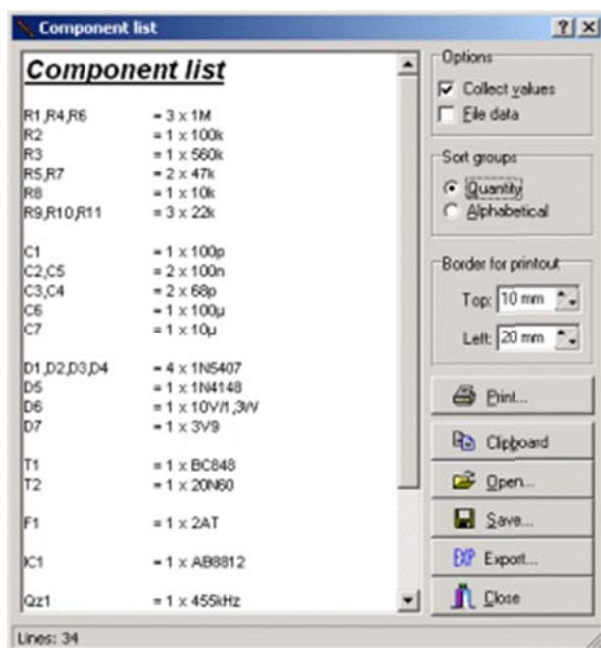 Component list
Component list
R1,R4,R6 = 3 x 1M
R2 = 1 x 100k
R3 = 1 x 560k
R5,R7 = 2 x 47k
R8 = 1 x 10k
R9,R10,R11 = 3 x 22k
C1 = 1 x 100p
C2,C5 = 2 x 100n
C3,C4 = 2 x 68p
C6 = 1 x 100µ
C7 = 1 x 10µ
D1,D2,D3,D4 = 4 x 1N5407
D5 = 1 x 1N4148
D6 = 1 x 10V/1,3W
D7 = 1 x 3V9
T1 = 1 x BC848
T2 = 1 x 20N60
F1 = 1 x 2AT
IC1 = 1 x AB8812
Qz1 = 1 x 455kHz
Options
Collect values
File data
Sort groups
Quantity
Alphabetical
Border for printout
Top: 10 mm
Left: 20 mm
Print...
Clipboard
Open...
Save...
EXP Export...
Close
Lines: 34